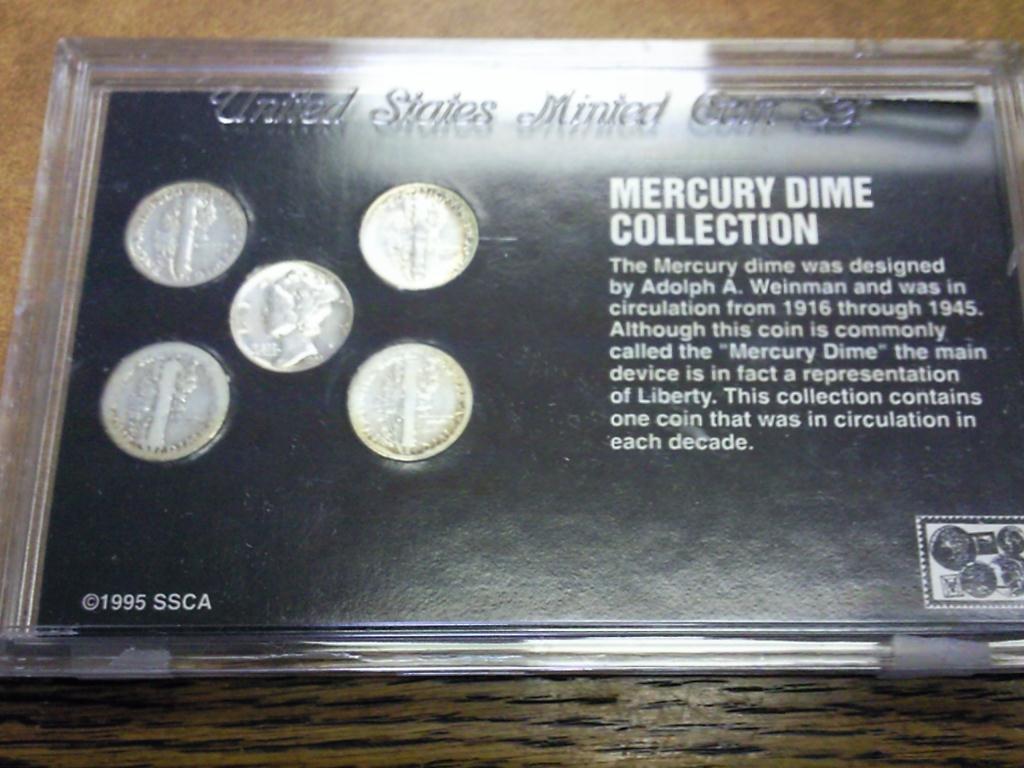 United States Minted Coin Set
MERCURY DIME
COLLECTION
The Mercury dime was designed
by Adolph A. Weinman and was in
circulation from 1916 through 1945.
Although this coin is commonly
called the "Mercury Dime" the main
device is in fact a representation
of Liberty. This collection contains
one coin that was in circulation in
each decade.
©1995 SSCA